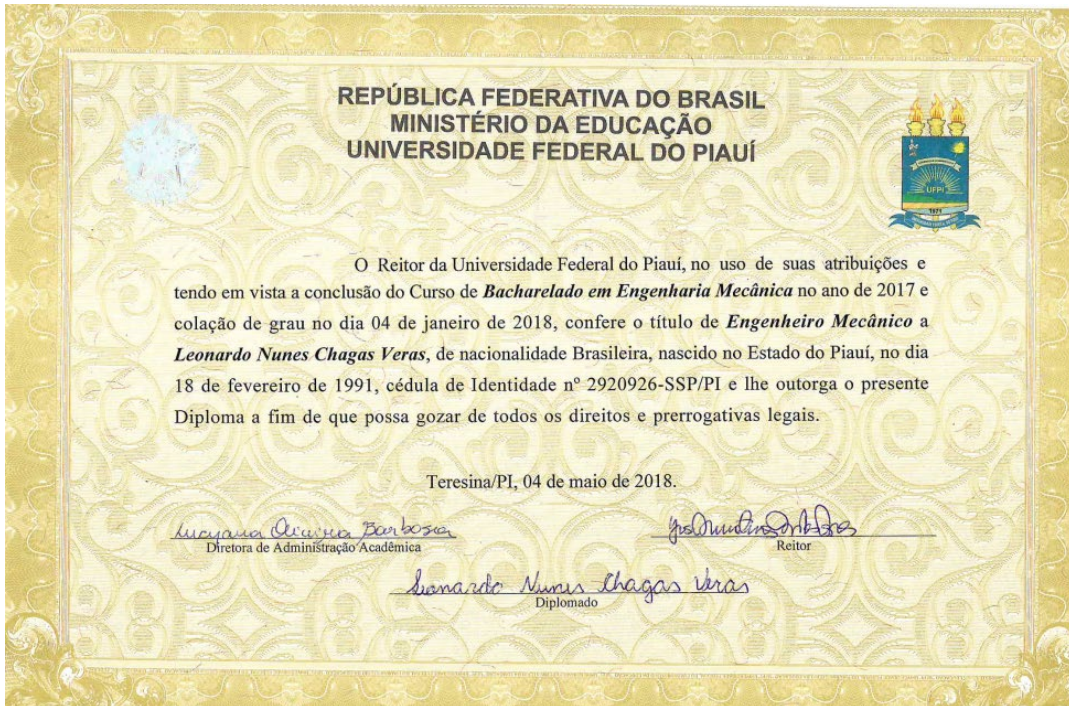 REPÚBLICA FEDERATIVA DO BRASIL
MINISTÉRIO DA EDUCAÇÃO
UNIVERSIDADE FEDERAL DO PIAUÍ
UFPI
1971
O Reitor da Universidade Federal do Piauí, no uso de suas atribuições e
tendo em vista a conclusão do Curso de Bacharelado em Engenharia Mecânica no ano de 2017 e
colação de grau no dia 04 de janeiro de 2018, confere o título de Engenheiro Mecânico a
Leonardo Nunes Chagas Veras, de nacionalidade Brasileira, nascido no Estado do Piauí, no dia
18 de fevereiro de 1991, cédula de Identidade nº 2920926-SSP/PI e lhe outorga o presente
Diploma a fim de que possa gozar de todos os direitos e prerrogativas legais.
Teresina/PI, 04 de maio de 2018.
Oliveira Barbosa
Diretora de Administração Acadêmica
Reitor
Leonardo Nunes Chagas Veras
Diplomado